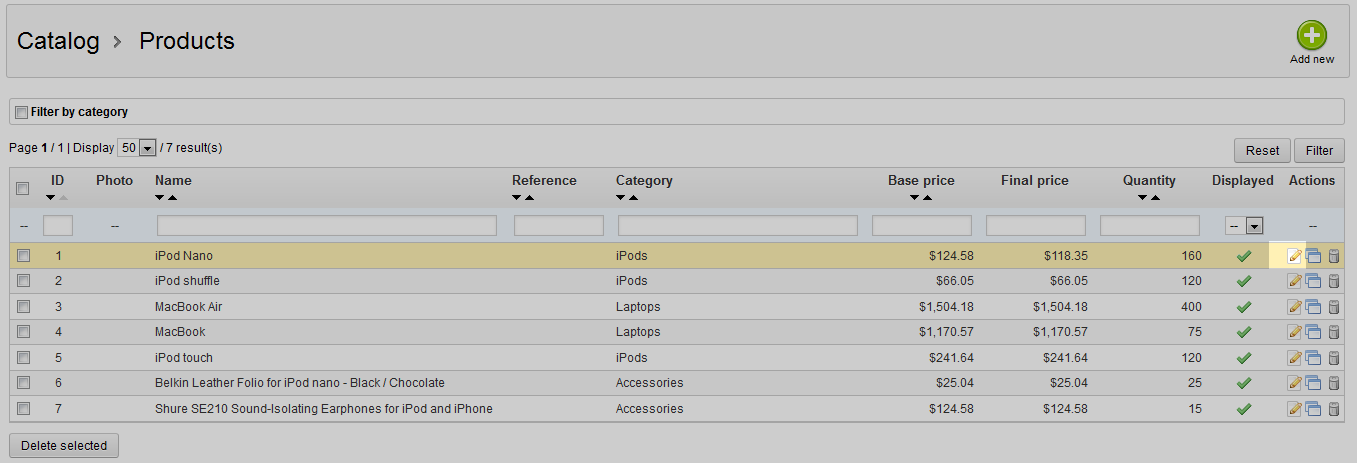 Catalog > Products
Add new
Filter by category
Page 1 / 1 | Display 50 / 7 result(s)
Reset Filter
ID Photo Name Reference Category Base price Final price Quantity Displayed Actions
-- -- -- --
1 iPod Nano iPods $124.58 $118.35 160
2 iPod shuffle iPods $66.05 $66.05 120
3 MacBook Air Laptops $1,504.18 $1,504.18 400
4 MacBook Laptops $1,170.57 $1,170.57 75
5 iPod touch iPods $241.64 $241.64 120
6 Belkin Leather Folio for iPod nano - Black / Chocolate Accessories $25.04 $25.04 25
7 Shure SE210 Sound-Isolating Earphones for iPod and iPhone Accessories $124.58 $124.58 15
Delete selected